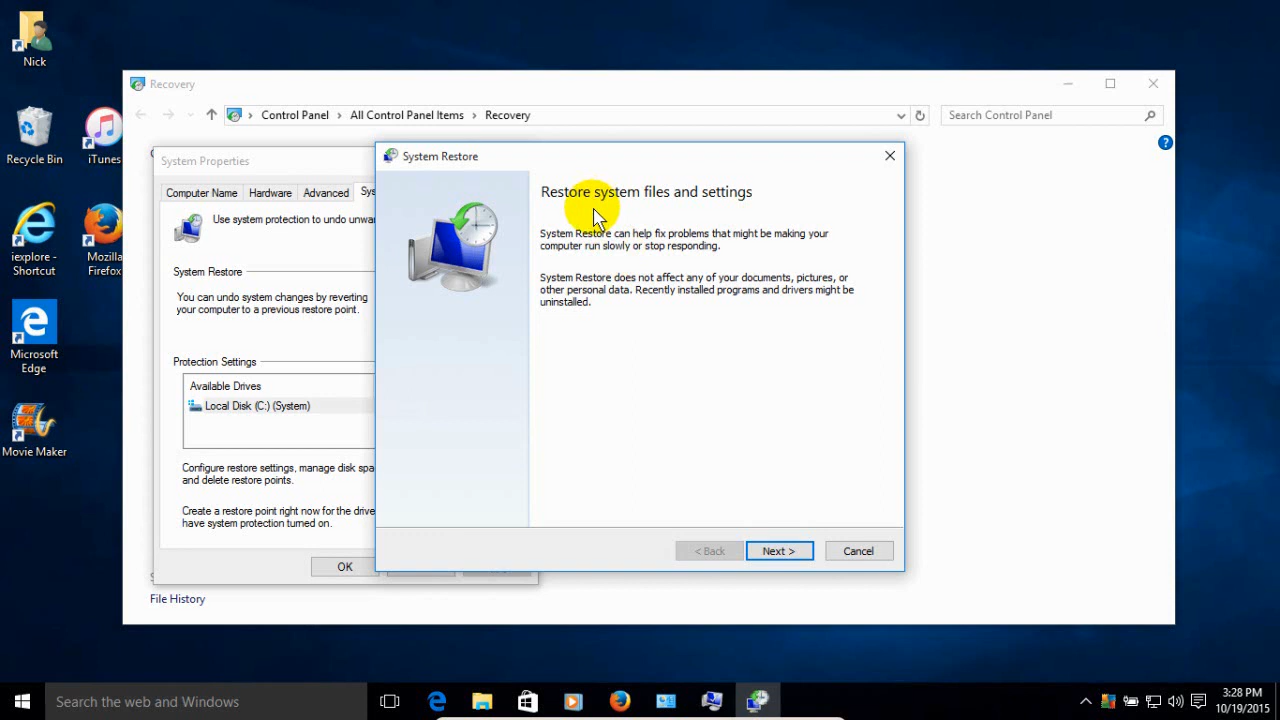 Nick
Recycle Bin
iTunes
iexplore -
Shortcut
Mozilla
Firefox
Microsoft
Edge
Movie Maker
Recovery
Control Panel > All Control Panel Items > Recovery
Search Control Panel
?
System Properties
Computer Name
Hardware
Advanced
Use system protection to undo
System Restore
You can undo system changes by reverting
your computer to a previous restore point.
Protection Settings
Available Drives
Local Disk (C:) (System)
Configure restore settings, manage disk
and delete restore points.
Create a restore point right now for the
have system protection turned on.
OK
File History
System Restore
Restore system files and settings
System Restore can help fix problems that might be making your
computer run slowly or stop responding.
System Restore does not affect any of your documents, pictures, or
other personal data. Recently installed programs and drivers might be
uninstalled.
< Back
Next >
Cancel
Search the web and Windows
3:28 PM
10/19/2015